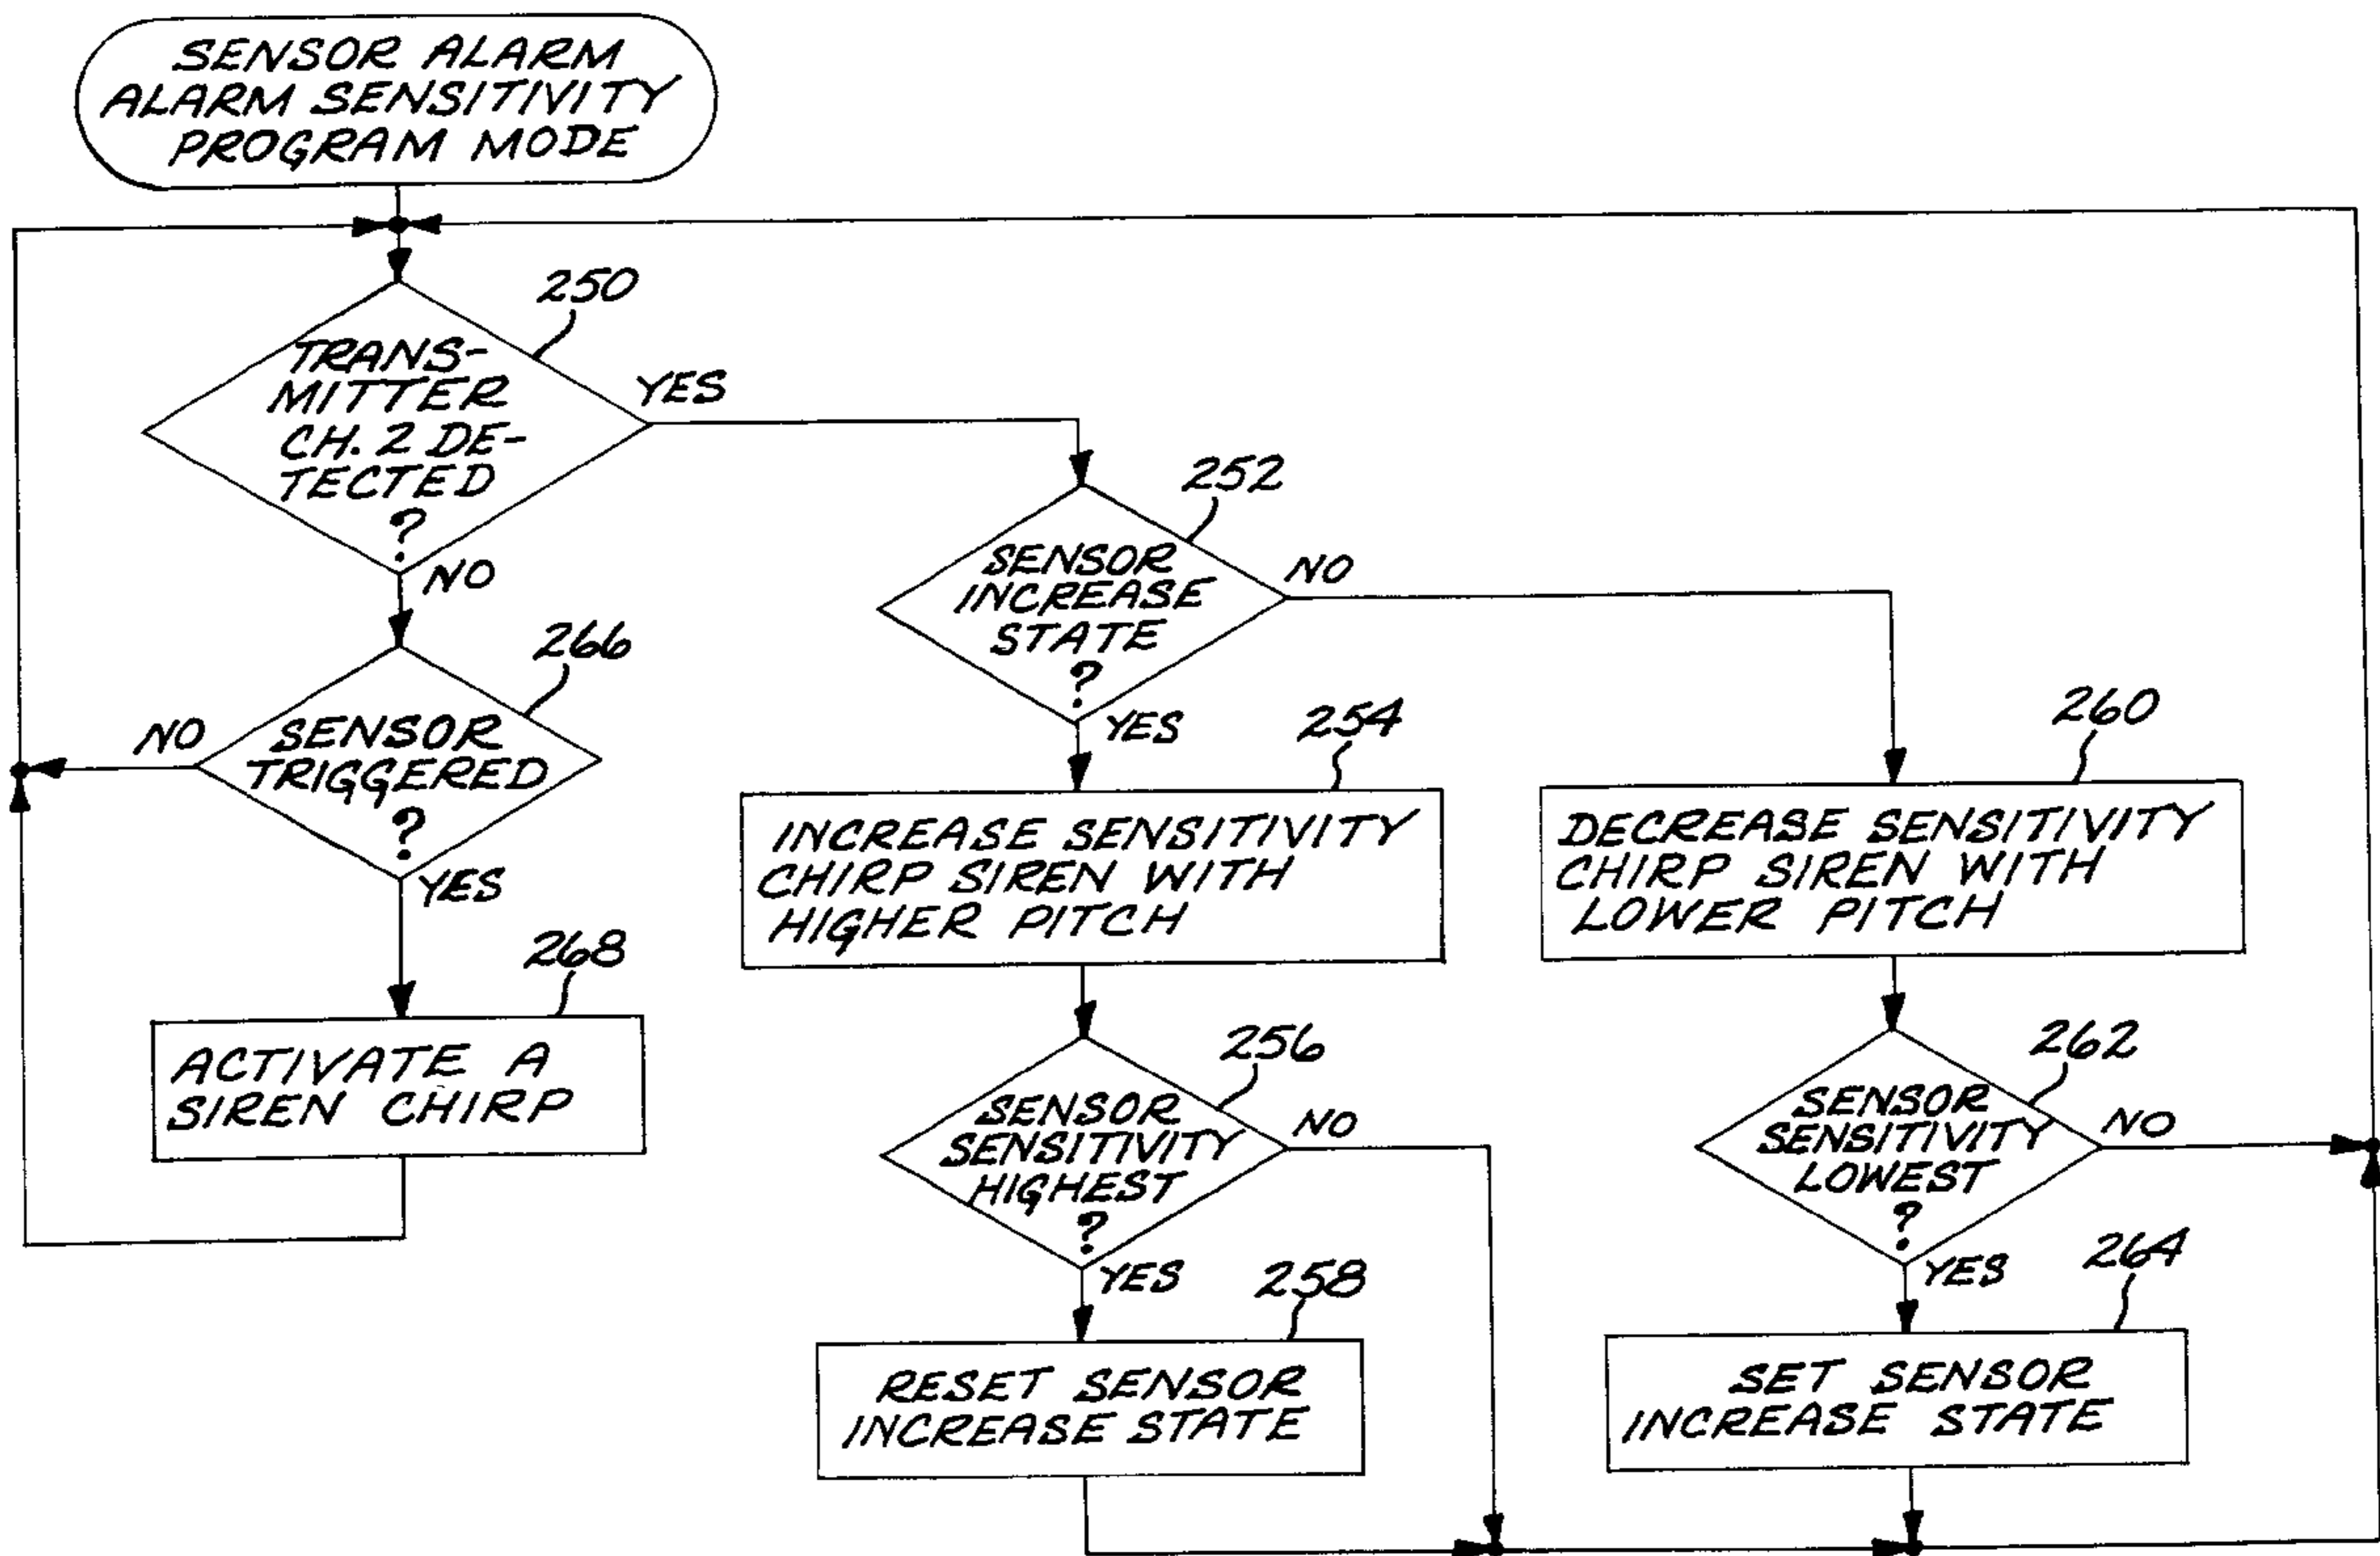 SENSOR ALARM
ALARM SENSITIVITY
PROGRAM MODE
250
TRANS-
MITTER
CH. 2 DE-
TECTED
?
YES
NO
252
SENSOR
INCREASE
STATE
?
NO
YES
266
SENSOR
TRIGGERED
?
NO
YES
254
INCREASE SENSITIVITY
CHIRP SIREN WITH
HIGHER PITCH
260
DECREASE SENSITIVITY
CHIRP SIREN WITH
LOWER PITCH
268
ACTIVATE A
SIREN CHIRP
256
SENSOR
SENSITIVITY
HIGHEST
?
NO
YES
262
SENSOR
SENSITIVITY
LOWEST
?
NO
YES
258
RESET SENSOR
INCREASE STATE
264
SET SENSOR
INCREASE STATE